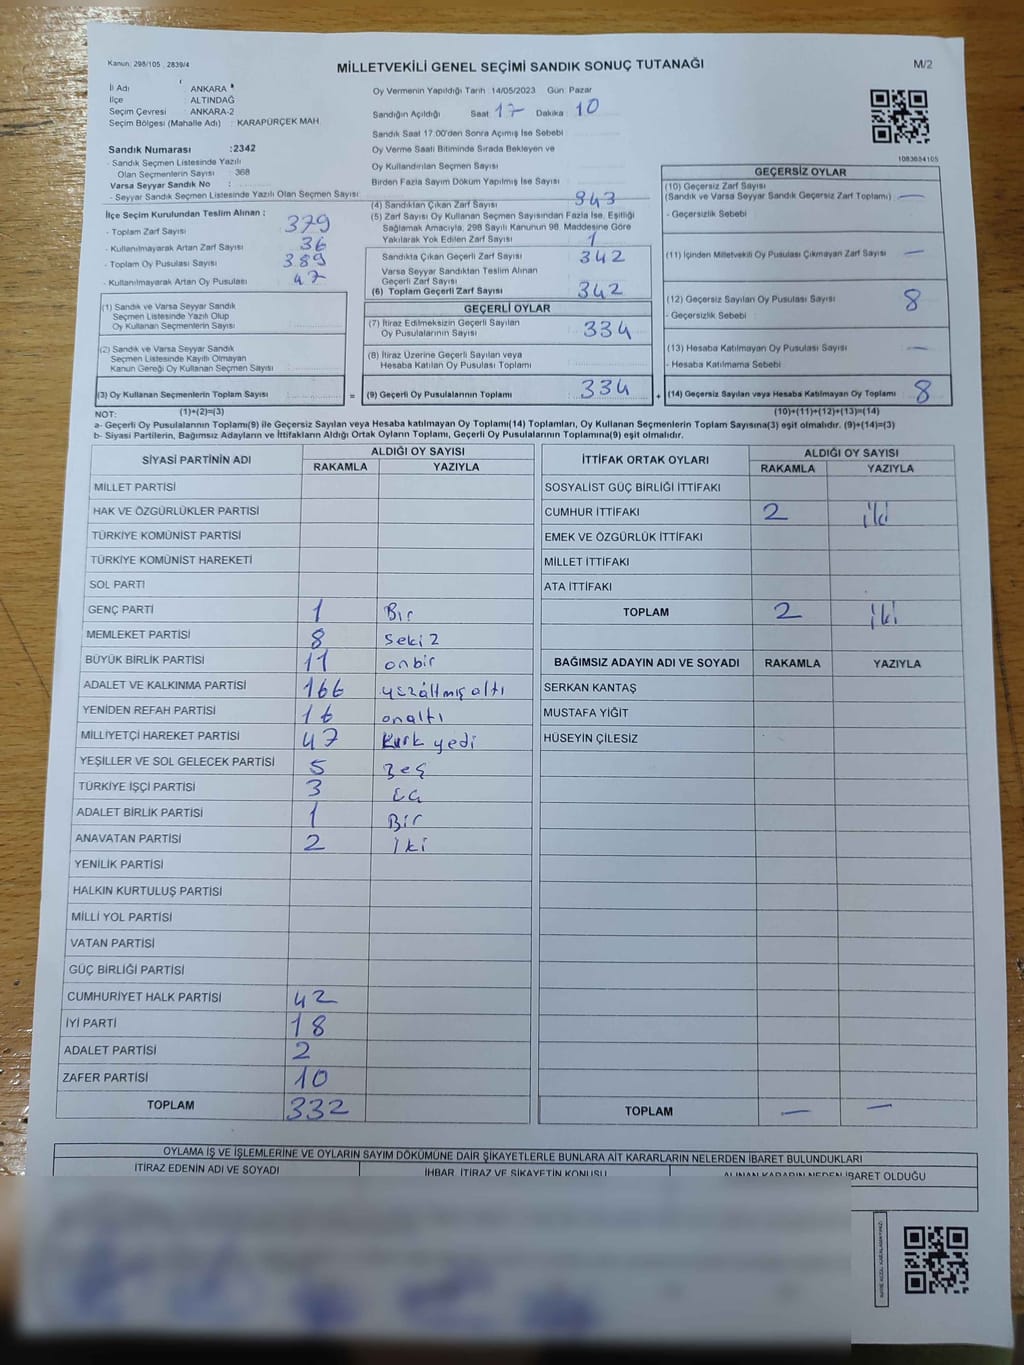 Kanun: 298/105 , 2839/4
MİLLETVEKİLİ GENEL SEÇİMİ SANDIK SONUÇ TUTANAĞI
M/2
İl Adı : ANKARA
İlçe : ALTINDAĞ
Seçim Çevresi : ANKARA-2
Seçim Bölgesi (Mahalle Adı) : KARAPÜRÇEK MAH.
Oy Vermenin Yapıldığı Tarih 14/05/2023 Gün: Pazar
Sandığın Açıldığı Saat 17 Dakika 10
Sandık Saat 17:00'den Sonra Açımış İse Sebebi
Oy Verme Saati Bitiminde Sırada Bekleyen ve
Oy Kullandırılan Seçmen Sayısı
Birden Fazla Sayım Döküm Yapılmış İse Sayısı
1083634105
Sandık Numarası :2342
- Sandık Seçmen Listesinde Yazılı
Olan Seçmenlerin Sayısı : 368
Varsa Seyyar Sandık No :
- Seyyar Sandık Seçmen Listesinde Yazılı Olan Seçmen Sayısı:
İlçe Seçim Kurulundan Teslim Alınan :
- Toplam Zarf Sayısı 379
- Kullanılmayarak Artan Zarf Sayısı 36
- Toplam Oy Pusulası Sayısı 389
- Kullanılmayarak Artan Oy Pusulası 47
(4) Sandıktan Çıkan Zarf Sayısı 343
(5) Zarf Sayısı Oy Kullanan Seçmen Sayısından Fazla İse, Eşitliği
Sağlamak Amacıyla, 298 Sayılı Kanunun 98. Maddesine Göre
Yakılarak Yok Edilen Zarf Sayısı 1
Sandıkta Çıkan Geçerli Zarf Sayısı 342
Varsa Seyyar Sandıktan Teslim Alınan
Geçerli Zarf Sayısı
(6) Toplam Geçerli Zarf Sayısı 342
GEÇERSİZ OYLAR
(10) Geçersiz Zarf Sayısı
(Sandık ve Varsa Seyyar Sandık Geçersiz Zarf Toplamı) —
- Geçersizlik Sebebi
(11) İçinden Milletvekili Oy Pusulası Çıkmayan Zarf Sayısı —
(12) Geçersiz Sayılan Oy Pusulası Sayısı 8
- Geçersizlik Sebebi
(13) Hesaba Katılmayan Oy Pusulası Sayısı —
- Hesaba Katılmama Sebebi
(1) Sandık ve Varsa Seyyar Sandık
Seçmen Listesinde Yazılı Olup
Oy Kullanan Seçmenlerin Sayısı
(2) Sandık ve Varsa Seyyar Sandık
Seçmen Listesinde Kayıtlı Olmayan
Kanun Gereği Oy Kullanan Seçmen Sayısı
(3) Oy Kullanan Seçmenlerin Toplam Sayısı =
GEÇERLİ OYLAR
(7) İtiraz Edilmeksizin Geçerli Sayılan
Oy Pusulalarının Sayısı 334
(8) İtiraz Üzerine Geçerli Sayılan veya
Hesaba Katılan Oy Pusulası Toplamı
(9) Geçerli Oy Pusulalarının Toplamı 334 +
(14) Geçersiz Sayılan veya Hesaba Katılmayan Oy Toplamı 8
NOT: (1)+(2)=(3) (10)+(11)+(12)+(13)=(14)
a- Geçerli Oy Pusulalarının Toplamı(9) ile Geçersiz Sayılan veya Hesaba katılmayan Oy Toplamı(14) Toplamları, Oy Kullanan Seçmenlerin Toplam Sayısına(3) eşit olmalıdır. (9)+(14)=(3)
b- Siyasi Partilerin, Bağımsız Adayların ve İttifakların Aldığı Ortak Oyların Toplamı, Geçerli Oy Pusulalarının Toplamına(9) eşit olmalıdır.
SİYASİ PARTİNİN ADI ALDIĞI OY SAYISI
RAKAMLA YAZIYLA
MİLLET PARTİSİ
HAK VE ÖZGÜRLÜKLER PARTİSİ
TÜRKİYE KOMÜNİST PARTİSİ
TÜRKİYE KOMÜNİST HAREKETİ
SOL PARTİ
GENÇ PARTİ 1 Bir
MEMLEKET PARTİSİ 8 sekiz
BÜYÜK BİRLİK PARTİSİ 11 onbir
ADALET VE KALKINMA PARTİSİ 166 yüzaltmışaltı
YENİDEN REFAH PARTİSİ 16 onaltı
MİLLİYETÇİ HAREKET PARTİSİ 47 Kırk yedi
YEŞİLLER VE SOL GELECEK PARTİSİ 5 Beş
TÜRKİYE İŞÇİ PARTİSİ 3 üç
ADALET BİRLİK PARTİSİ 1 Bir
ANAVATAN PARTİSİ 2 iki
YENİLİK PARTİSİ
HALKIN KURTULUŞ PARTİSİ
MİLLİ YOL PARTİSİ
VATAN PARTİSİ
GÜÇ BİRLİĞİ PARTİSİ
CUMHURİYET HALK PARTİSİ 42
İYİ PARTİ 18
ADALET PARTİSİ 2
ZAFER PARTİSİ 10
TOPLAM 332
İTTİFAK ORTAK OYLARI ALDIĞI OY SAYISI
RAKAMLA YAZIYLA
SOSYALİST GÜÇ BİRLİĞİ İTTİFAKI
CUMHUR İTTİFAKI 2 iki
EMEK VE ÖZGÜRLÜK İTTİFAKI
MİLLET İTTİFAKI
ATA İTTİFAKI
TOPLAM 2 iki
BAĞIMSIZ ADAYIN ADI VE SOYADI RAKAMLA YAZIYLA
SERKAN KANTAŞ
MUSTAFA YİĞİT
HÜSEYİN ÇİLESİZ
TOPLAM — —
OYLAMA İŞ VE İŞLEMLERİNE VE OYLARIN SAYIM DÖKÜMÜNE DAİR ŞİKAYETLERLE BUNLARA AİT KARARLARIN NELERDEN İBARET BULUNDUKLARI
İTİRAZ EDENİN ADI VE SOYADI İHBAR, İTİRAZ VE ŞİKAYETİN KONUSU ALINAN KARARIN NEDEN İBARET OLDUĞU